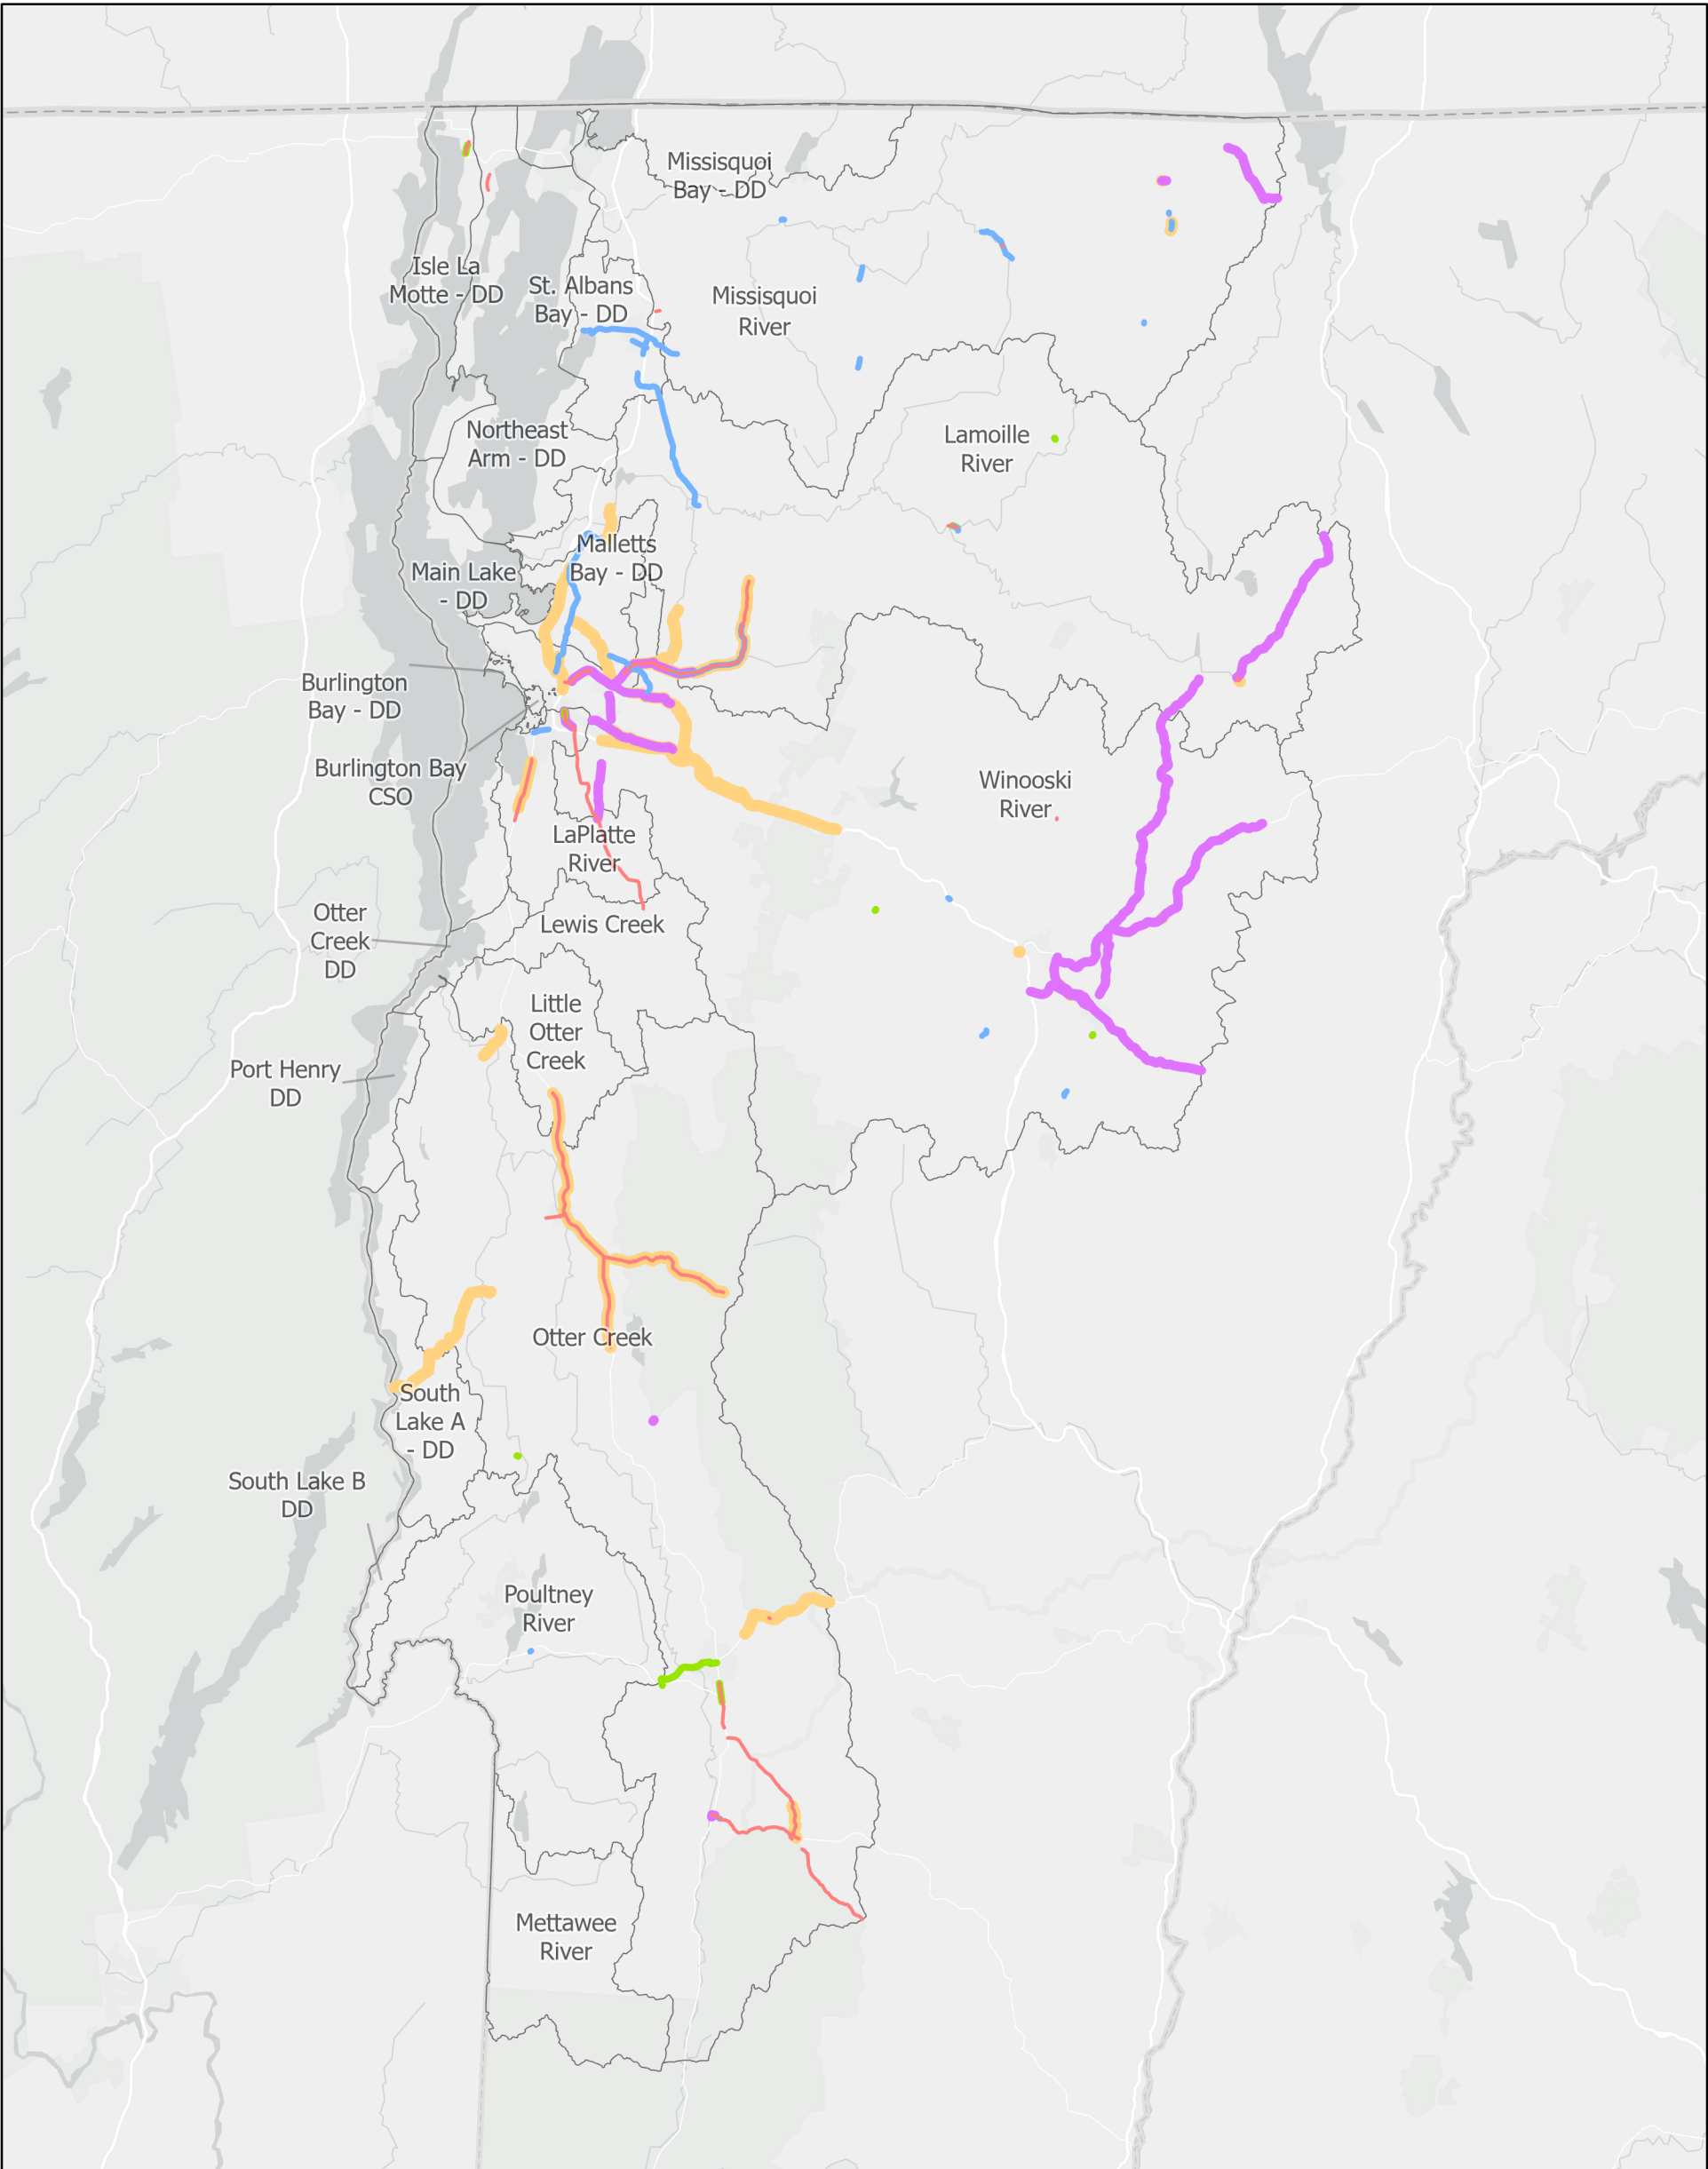 Missisquoi
Bay - DD
Isle La
Motte - DD
St. Albans
Bay - DD
Missisquoi
River
Northeast
Arm - DD
Lamoille
River
Malletts
Bay - DD
Main Lake
- DD
Burlington
Bay - DD
Burlington Bay
CSO
Winooski
River
LaPlatte
River
Otter
Creek
DD
Lewis Creek
Little
Otter
Creek
Port Henry
DD
Otter Creek
South
Lake A
- DD
South Lake B
DD
Poultney
River
Mettawee
River